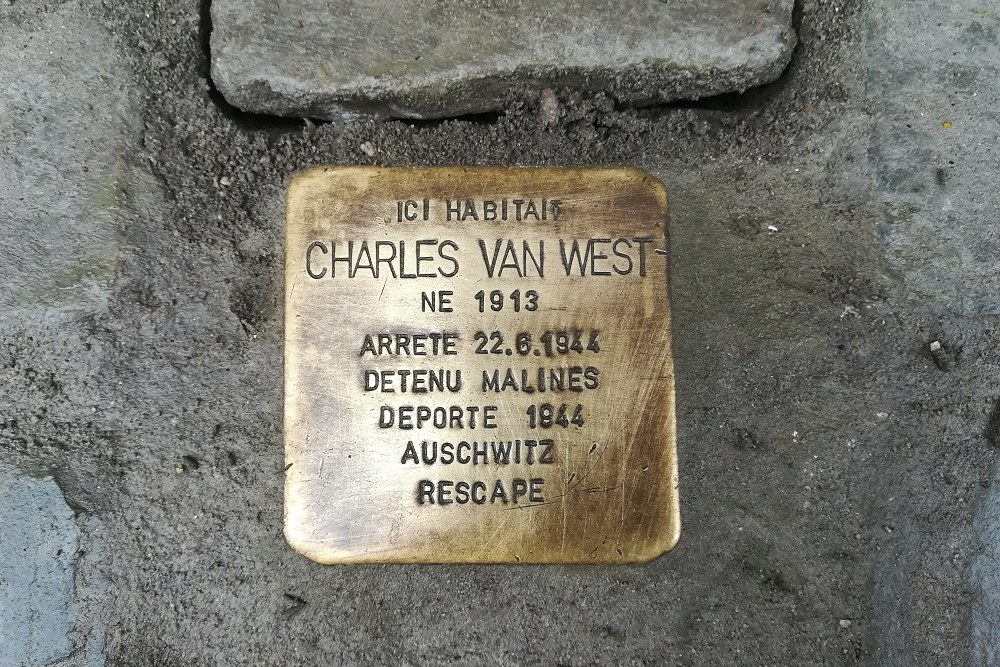 ICI HABITAIT
CHARLES VAN WEST
NE 1913
ARRETE 22.6.1944
DETENU MALINES
DEPORTE 1944
AUSCHWITZ
RESCAPE